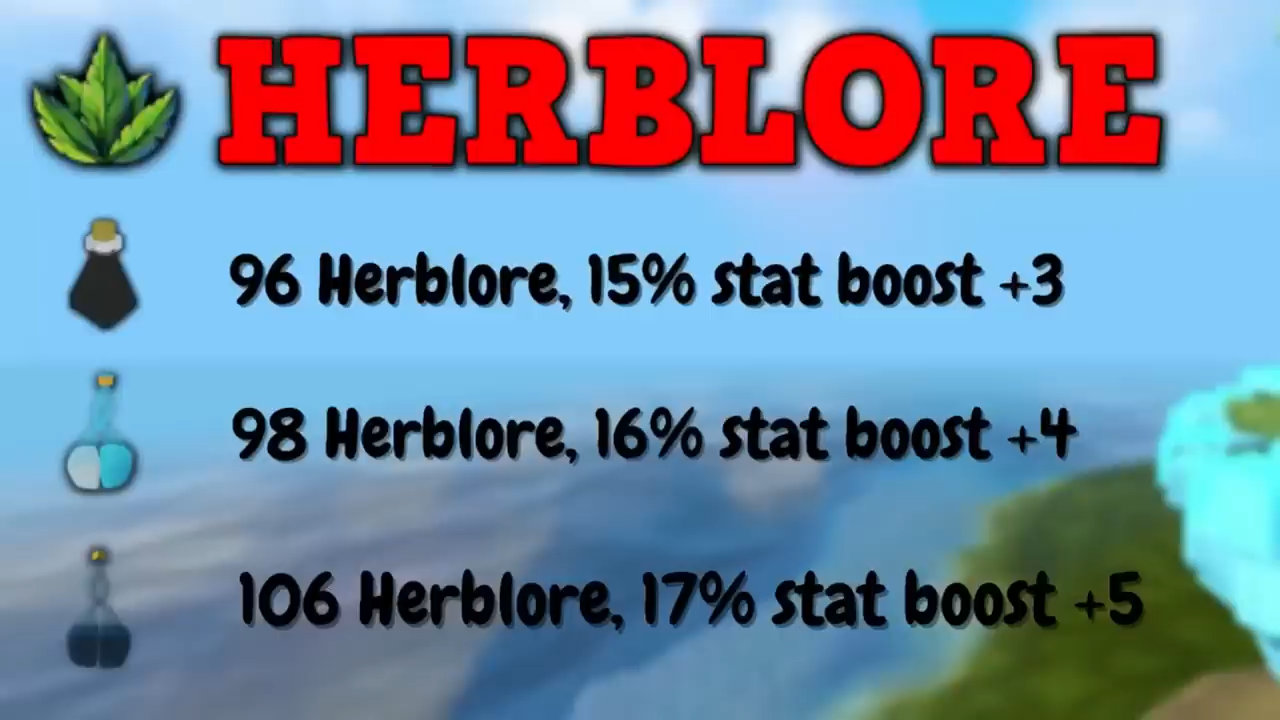 HERBLORE
96 Herblore, 15% stat boost +3
98 Herblore, 16% stat boost +4
106 Herblore, 17% stat boost +5